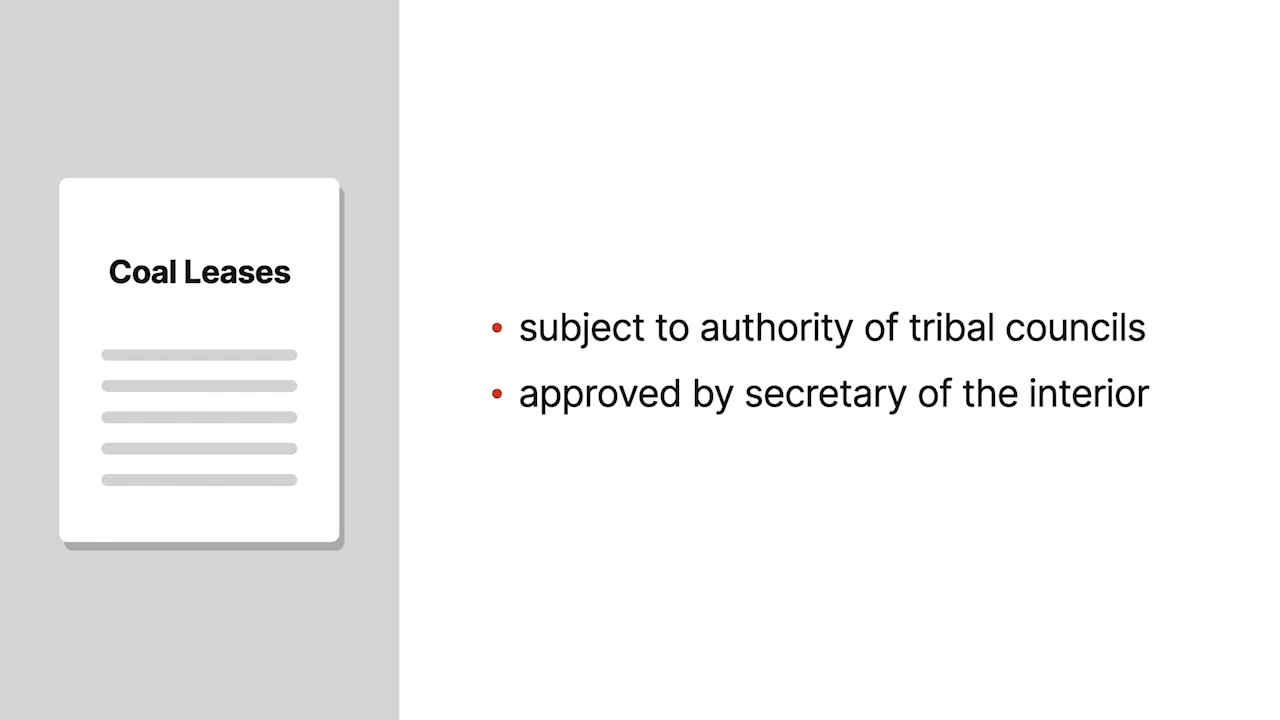 Coal Leases
• subject to authority of tribal councils
• approved by secretary of the interior